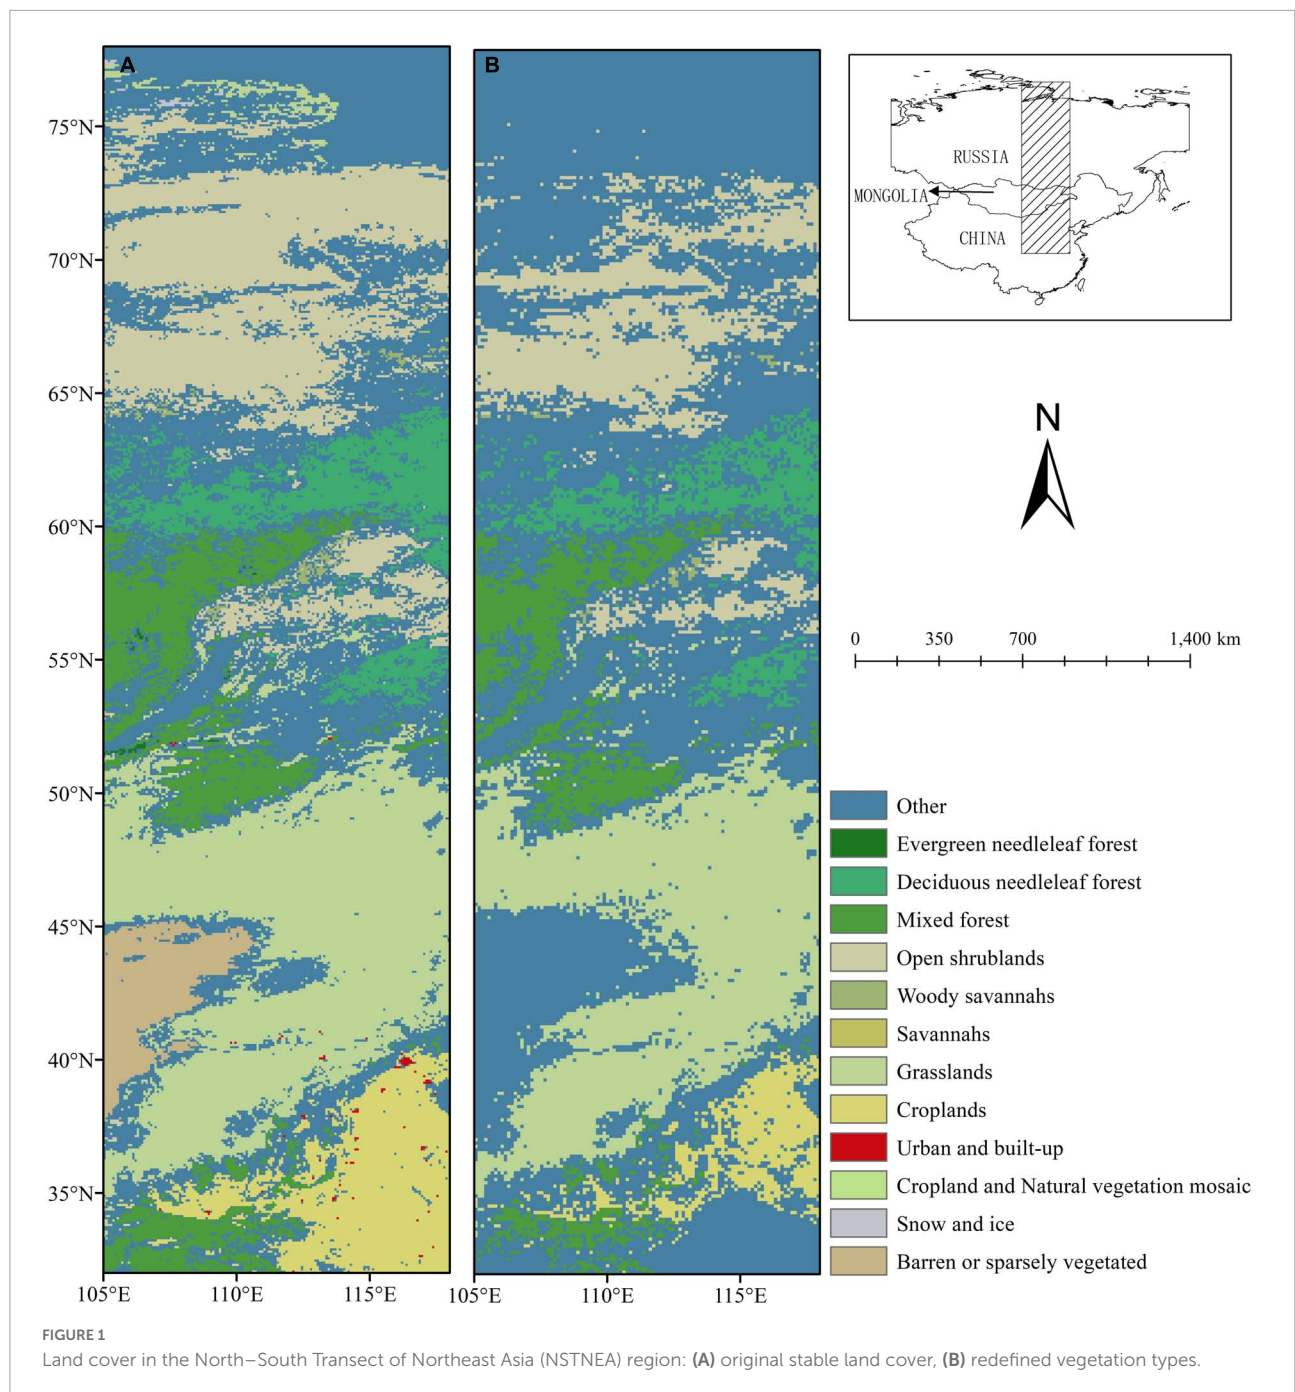 A
B
75°N
70°N
65°N
60°N
55°N
50°N
45°N
40°N
35°N
105°E
110°E
115°E
105°E
110°E
115°E
RUSSIA
MONGOLIA
CHINA
N
0 350 700 1,400 km
Other
Evergreen needleleaf forest
Deciduous needleleaf forest
Mixed forest
Open shrublands
Woody savannahs
Savannahs
Grasslands
Croplands
Urban and built-up
Cropland and Natural vegetation mosaic
Snow and ice
Barren or sparsely vegetated
FIGURE 1
Land cover in the North–South Transect of Northeast Asia (NSTNEA) region: (A) original stable land cover, (B) redefined vegetation types.